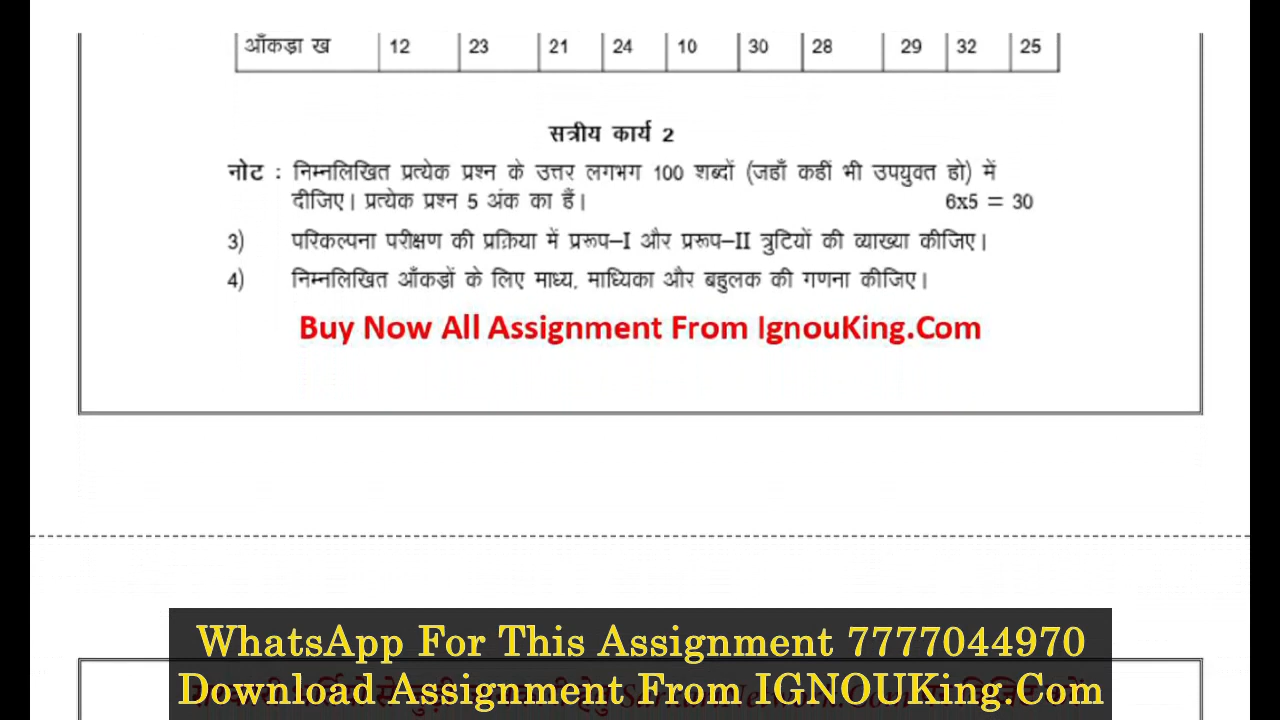 आँकड़ा ख 12 23 21 24 10 30 28 29 32 25
सत्रीय कार्य 2
नोट : निम्नलिखित प्रत्येक प्रश्न के उत्तर लगभग 100 शब्दों (जहाँ कहीं भी उपयुक्त हो) में
दीजिए। प्रत्येक प्रश्न 5 अंक का हैं। 6x5 = 30
3) परिकल्पना परीक्षण की प्रक्रिया में प्ररूप–I और प्ररूप–II त्रुटियों की व्याख्या कीजिए।
4) निम्नलिखित आँकड़ों के लिए माध्य, माध्यिका और बहुलक की गणना कीजिए।
Buy Now All Assignment From IgnouKing.Com
WhatsApp For This Assignment 7777044970
Download Assignment From IGNOUKing.Com